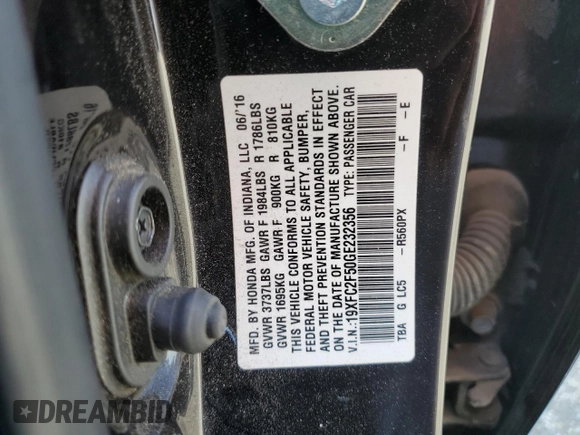 MFD. BY HONDA MFG. OF INDIANA, LLC 06/'16
GVWR 3737LBS GAWR F 1984LBS R 1786LBS
GVWR 1695KG GAWR F 900KG R 810KG
THIS VEHICLE CONFORMS TO ALL APPLICABLE
FEDERAL MOTOR VEHICLE SAFETY, BUMPER,
AND THEFT PREVENTION STANDARDS IN EFFECT
ON THE DATE OF MANUFACTURE SHOWN ABOVE.
V.I.N.:19XFC2F50GE232356 TYPE: PASSENGER CAR
TBA G LC5 -R560PX -F -E
DREAMBID